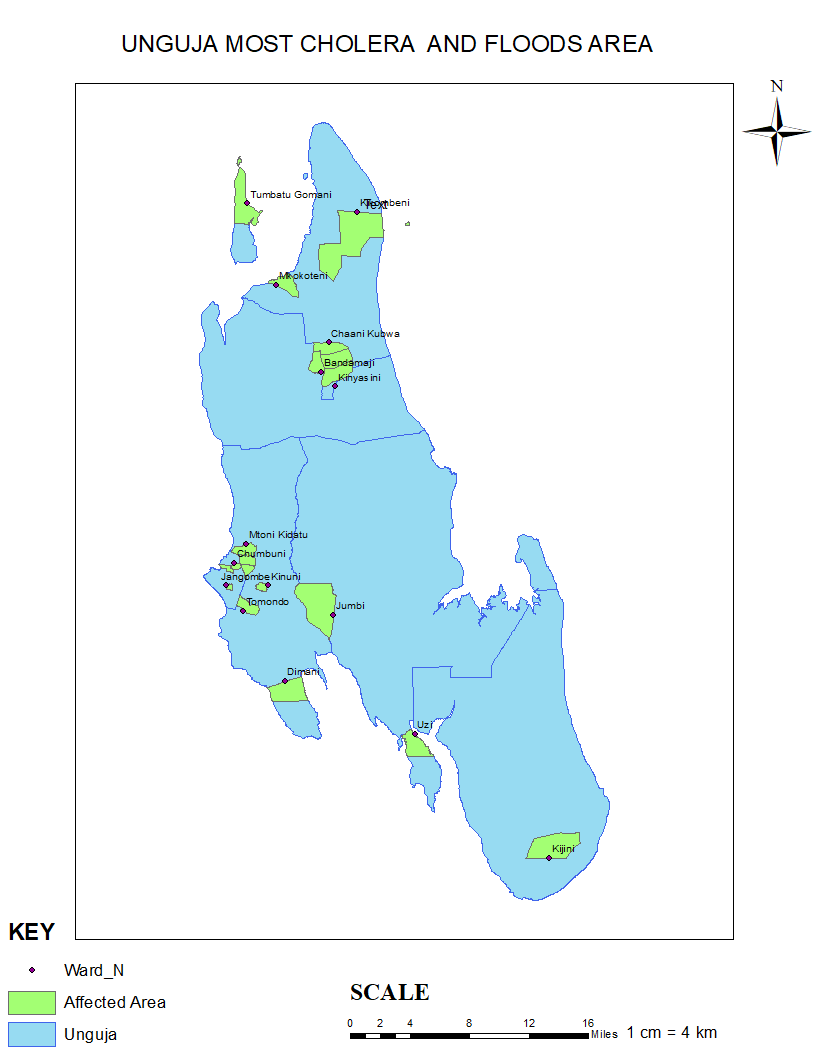 UNGUJA MOST CHOLERA AND FLOODS AREA
N
Tumbatu Gomani
Text
Mkokoteni
Chaani Kubwa
Bandamaji
Kinyasini
Mtoni Kidatu
Chumbuni
Jangombe Kinuni
Tomondo
Jumbi
Dimani
Uzi
Kijini
KEY
Ward_N
Affected Area
Unguja
SCALE
0 2 4 8 12 16
Miles 1 cm = 4 km